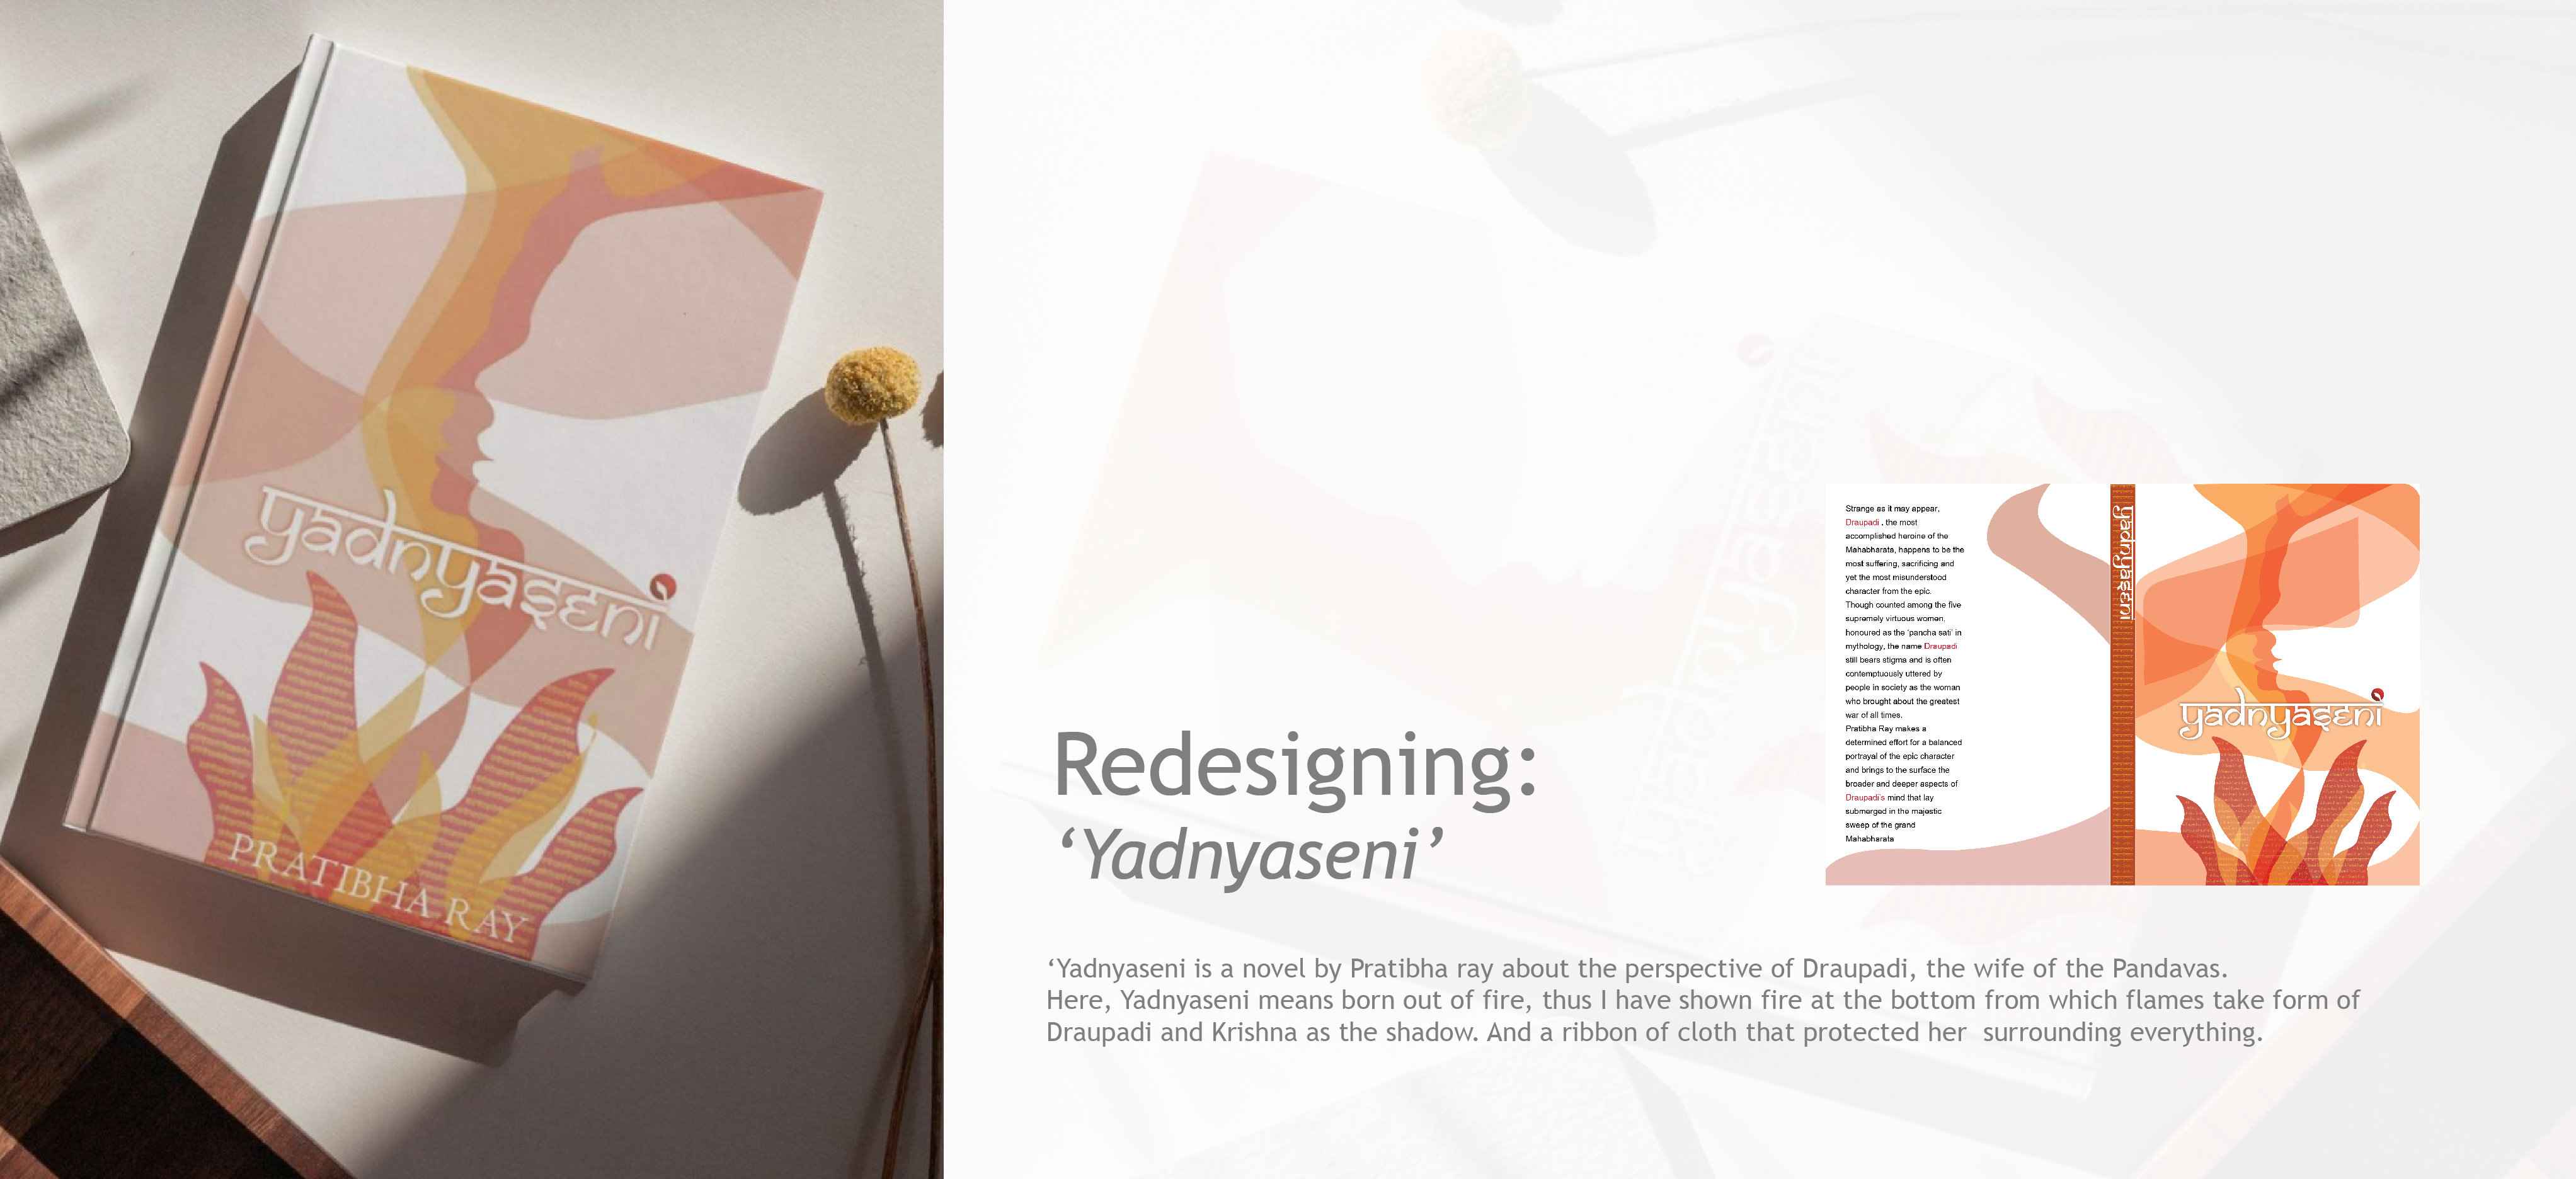 yadnyaseni
PRATIBHA RAY
Redesigning:
‘Yadnyaseni’
Strange as it may appear,
Draupadi , the most
accomplished heroine of the
Mahabharata, happens to be the
most suffering, sacrificing and
yet the most misunderstood
character from the epic.
Though counted among the five
supremely virtuous women,
honoured as the 'pancha sati' in
mythology, the name Draupadi
still bears stigma and is often
contemptuously uttered by
people in society as the woman
who brought about the greatest
war of all times.
Pratibha Ray makes a
determined effort for a balanced
portrayal of the epic character
and brings to the surface the
broader and deeper aspects of
Draupadi's mind that lay
submerged in the majestic
sweep of the grand
Mahabharata
yadnyaseni
yadnyaseni
‘Yadnyaseni is a novel by Pratibha ray about the perspective of Draupadi, the wife of the Pandavas.
Here, Yadnyaseni means born out of fire, thus I have shown fire at the bottom from which flames take form of
Draupadi and Krishna as the shadow. And a ribbon of cloth that protected her  surrounding everything.